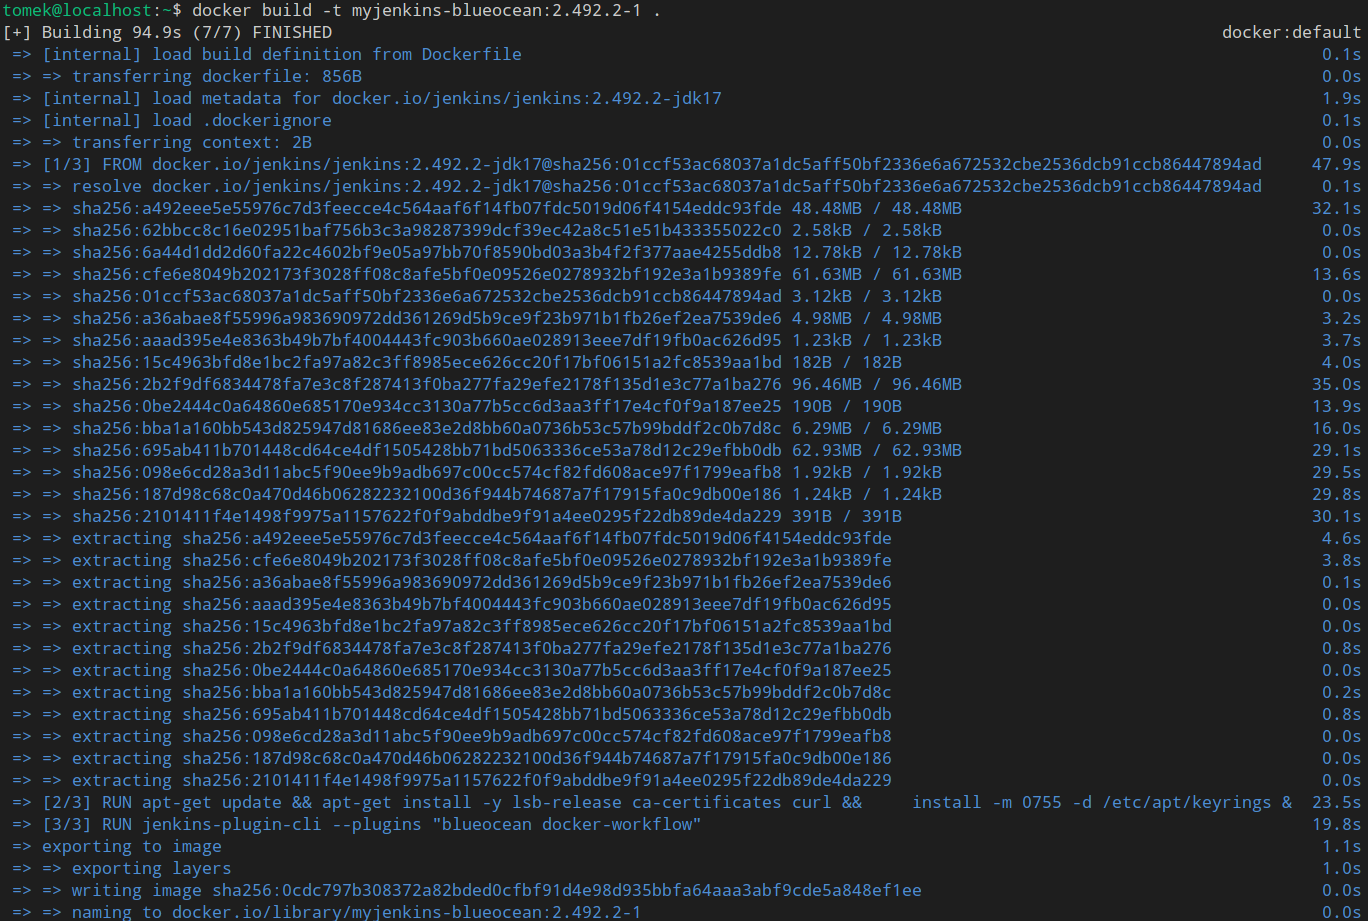 tomek@localhost:~$ docker build -t myjenkins-blueocean:2.492.2-1 .
[+] Building 94.9s (7/7) FINISHED docker:default
=> [internal] load build definition from Dockerfile 0.1s
=> => transferring dockerfile: 856B 0.0s
=> [internal] load metadata for docker.io/jenkins/jenkins:2.492.2-jdk17 1.9s
=> [internal] load .dockerignore 0.1s
=> => transferring context: 2B 0.0s
=> [1/3] FROM docker.io/jenkins/jenkins:2.492.2-jdk17@sha256:01ccf53ac68037a1dc5aff50bf2336e6a672532cbe2536dcb91ccb86447894ad 47.9s
=> => resolve docker.io/jenkins/jenkins:2.492.2-jdk17@sha256:01ccf53ac68037a1dc5aff50bf2336e6a672532cbe2536dcb91ccb86447894ad 0.1s
=> => sha256:a492eee5e55976c7d3feecce4c564aaf6f14fb07fdc5019d06f4154eddc93fde 48.48MB / 48.48MB 32.1s
=> => sha256:62bbcc8c16e02951baf756b3c3a98287399dcf39ec42a8c51e51b433355022c0 2.58kB / 2.58kB 0.0s
=> => sha256:6a44d1dd2d60fa22c4602bf9e05a97bb70f8590bd03a3b4f2f377aae4255ddb8 12.78kB / 12.78kB 0.0s
=> => sha256:cfe6e8049b202173f3028ff08c8afe5bf0e09526e0278932bf192e3a1b9389fe 61.63MB / 61.63MB 13.6s
=> => sha256:01ccf53ac68037a1dc5aff50bf2336e6a672532cbe2536dcb91ccb86447894ad 3.12kB / 3.12kB 0.0s
=> => sha256:a36abae8f55996a983690972dd361269d5b9ce9f23b971b1fb26ef2ea7539de6 4.98MB / 4.98MB 3.2s
=> => sha256:aaad395e4e8363b49b7bf4004443fc903b660ae028913eee7df19fb0ac626d95 1.23kB / 1.23kB 3.7s
=> => sha256:15c4963bfd8e1bc2fa97a82c3ff8985ece626cc20f17bf06151a2fc8539aa1bd 182B / 182B 4.0s
=> => sha256:2b2f9df6834478fa7e3c8f287413f0ba277fa29efe2178f135d1e3c77a1ba276 96.46MB / 96.46MB 35.0s
=> => sha256:0be2444c0a64860e685170e934cc3130a77b5cc6d3aa3ff17e4cf0f9a187ee25 190B / 190B 13.9s
=> => sha256:bba1a160bb543d825947d81686ee83e2d8bb60a0736b53c57b99bddf2c0b7d8c 6.29MB / 6.29MB 16.0s
=> => sha256:695ab411b701448cd64ce4df1505428bb71bd5063336ce53a78d12c29efbb0db 62.93MB / 62.93MB 29.1s
=> => sha256:098e6cd28a3d11abc5f90ee9b9adb697c00cc574cf82fd608ace97f1799eafb8 1.92kB / 1.92kB 29.5s
=> => sha256:187d98c68c0a470d46b06282232100d36f944b74687a7f17915fa0c9db00e186 1.24kB / 1.24kB 29.8s
=> => sha256:2101411f4e1498f9975a1157622f0f9abddbe9f91a4ee0295f22db89de4da229 391B / 391B 30.1s
=> => extracting sha256:a492eee5e55976c7d3feecce4c564aaf6f14fb07fdc5019d06f4154eddc93fde 4.6s
=> => extracting sha256:cfe6e8049b202173f3028ff08c8afe5bf0e09526e0278932bf192e3a1b9389fe 3.8s
=> => extracting sha256:a36abae8f55996a983690972dd361269d5b9ce9f23b971b1fb26ef2ea7539de6 0.1s
=> => extracting sha256:aaad395e4e8363b49b7bf4004443fc903b660ae028913eee7df19fb0ac626d95 0.0s
=> => extracting sha256:15c4963bfd8e1bc2fa97a82c3ff8985ece626cc20f17bf06151a2fc8539aa1bd 0.0s
=> => extracting sha256:2b2f9df6834478fa7e3c8f287413f0ba277fa29efe2178f135d1e3c77a1ba276 0.8s
=> => extracting sha256:0be2444c0a64860e685170e934cc3130a77b5cc6d3aa3ff17e4cf0f9a187ee25 0.0s
=> => extracting sha256:bba1a160bb543d825947d81686ee83e2d8bb60a0736b53c57b99bddf2c0b7d8c 0.2s
=> => extracting sha256:695ab411b701448cd64ce4df1505428bb71bd5063336ce53a78d12c29efbb0db 0.8s
=> => extracting sha256:098e6cd28a3d11abc5f90ee9b9adb697c00cc574cf82fd608ace97f1799eafb8 0.0s
=> => extracting sha256:187d98c68c0a470d46b06282232100d36f944b74687a7f17915fa0c9db00e186 0.0s
=> => extracting sha256:2101411f4e1498f9975a1157622f0f9abddbe9f91a4ee0295f22db89de4da229 0.0s
=> [2/3] RUN apt-get update && apt-get install -y lsb-release ca-certificates curl &&     install -m 0755 -d /etc/apt/keyrings & 23.5s
=> [3/3] RUN jenkins-plugin-cli --plugins "blueocean docker-workflow" 19.8s
=> exporting to image 1.1s
=> => exporting layers 1.0s
=> => writing image sha256:0cdc797b308372a82bded0cfbf91d4e98d935bbfa64aaa3abf9cde5a848ef1ee 0.0s
=> => naming to docker.io/library/myjenkins-blueocean:2.492.2-1 0.0s